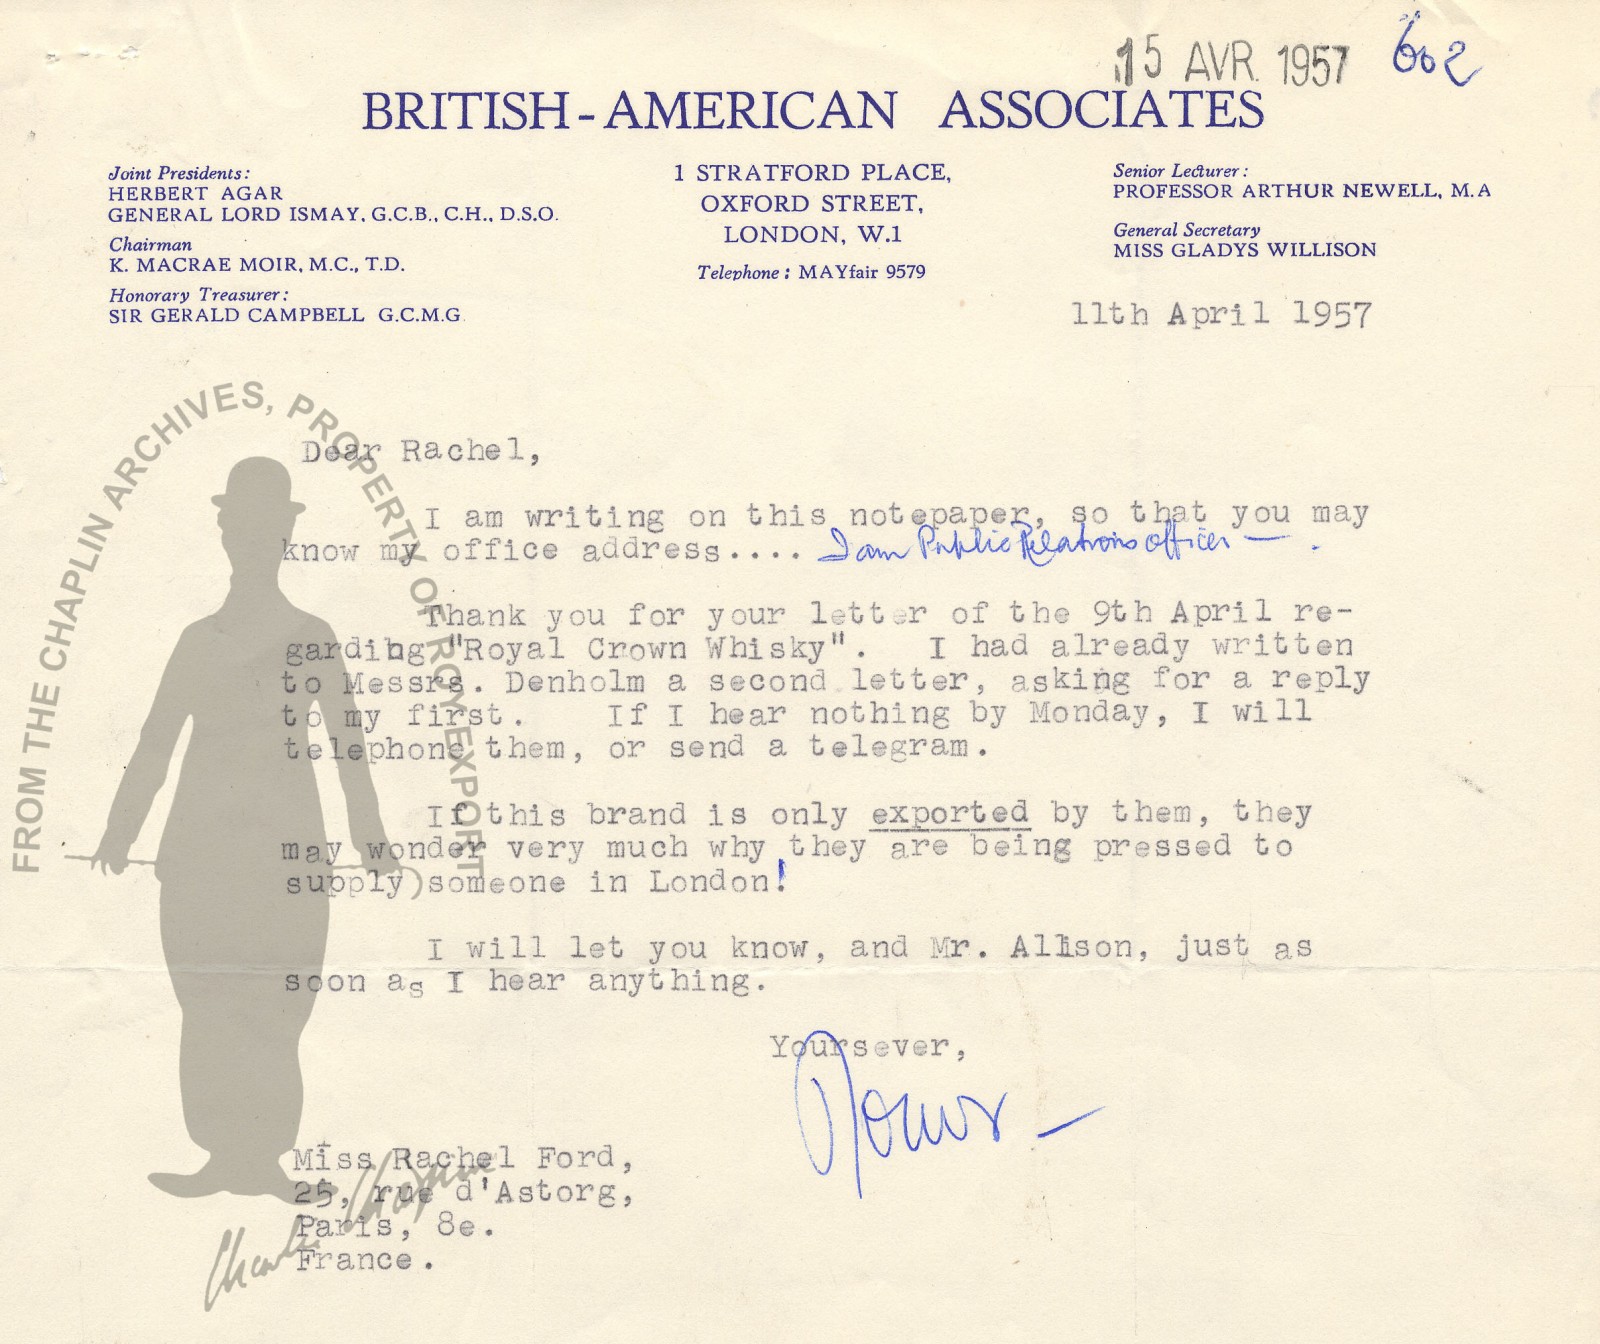 15 AVR. 1957 602
BRITISH-AMERICAN ASSOCIATES
Joint Presidents:
HERBERT AGAR
GENERAL LORD ISMAY, G.C.B., C.H., D.S.O.
Chairman
K. MACRAE MOIR, M.C., T.D.
Honorary Treasurer:
SIR GERALD CAMPBELL G.C.M.G.
1 STRATFORD PLACE,
OXFORD STREET,
LONDON, W.1
Telephone: MAYfair 9579
Senior Lecturer:
PROFESSOR ARTHUR NEWELL, M.A
General Secretary
MISS GLADYS WILLISON
11th April 1957
Dear Rachel,
I am writing on this notepaper, so that you may
know my office address.... I am Public Relations officer — .
Thank you for your letter of the 9th April re-
garding "Royal Crown Whisky". I had already written
to Messrs. Denholm a second letter, asking for a reply
to my first. If I hear nothing by Monday, I will
telephone them, or send a telegram.
If this brand is only exported by them, they
may wonder very much why they are being pressed to
supply someone in London!
I will let you know, and Mr. Allison, just as
soon as I hear anything.
Yoursever,
Miss Rachel Ford,
25, rue d'Astorg,
Paris, 8e.
France.
FROM THE CHAPLIN ARCHIVES, PROPERTY OF ROY EXPORT
Charlie Chaplin